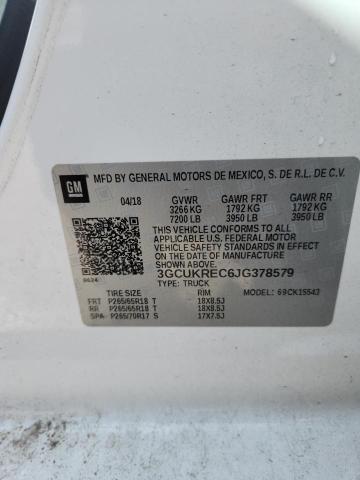 GM
MFD BY GENERAL MOTORS DE MEXICO, S. DE R.L. DE C.V.
04/18 GVWR GAWR FRT GAWR RR
3266 KG 1792 KG 1792 KG
7200 LB 3950 LB 3950 LB
THIS VEHICLE CONFORMS TO ALL
APPLICABLE U.S. FEDERAL MOTOR
VEHICLE SAFETY STANDARDS IN EFFECT
ON THE DATE OF MANUFACTURE SHOWN ABOVE.
3GCUKREC6JG378579
TYPE: TRUCK MODEL: 69CK15543
TIRE SIZE RIM
FRT P265/65R18 T 18X8.5J
RR P265/65R18 T 18X8.5J
SPA P265/70R17 S 17X7.5J